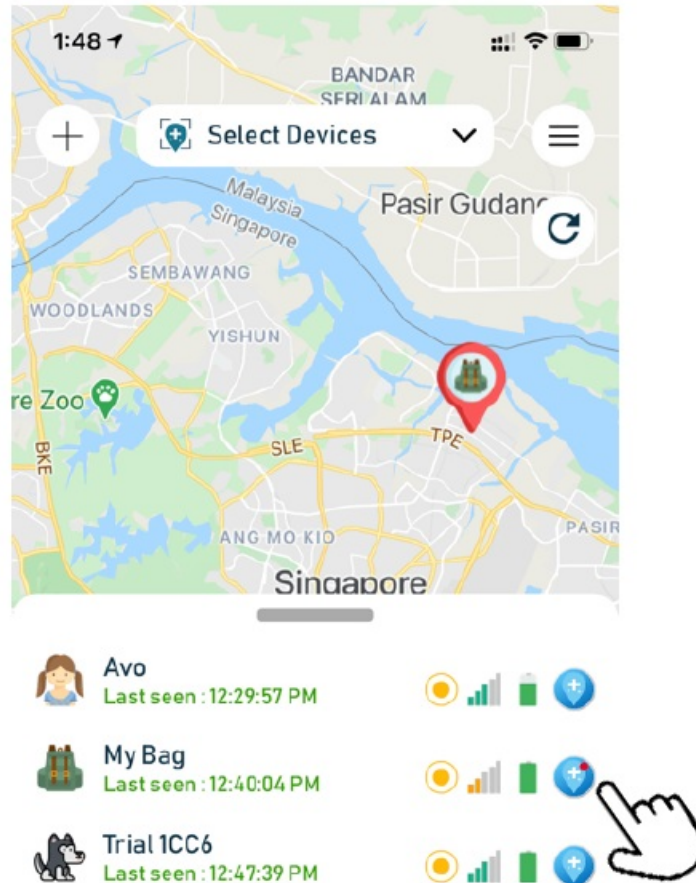 1:48
BANDAR
SERI ALAM
Select Devices
Malaysia
Singapore
Pasir Gudang
SEMBAWANG
WOODLANDS
YISHUN
re Zoo
BKE
SLE
TPE
ANG MO KIO
PASIR
Singapore
Avo
Last seen : 12:29:57 PM
My Bag
Last seen : 12:40:04 PM
Trial 1CC6
Last seen : 12:47:39 PM